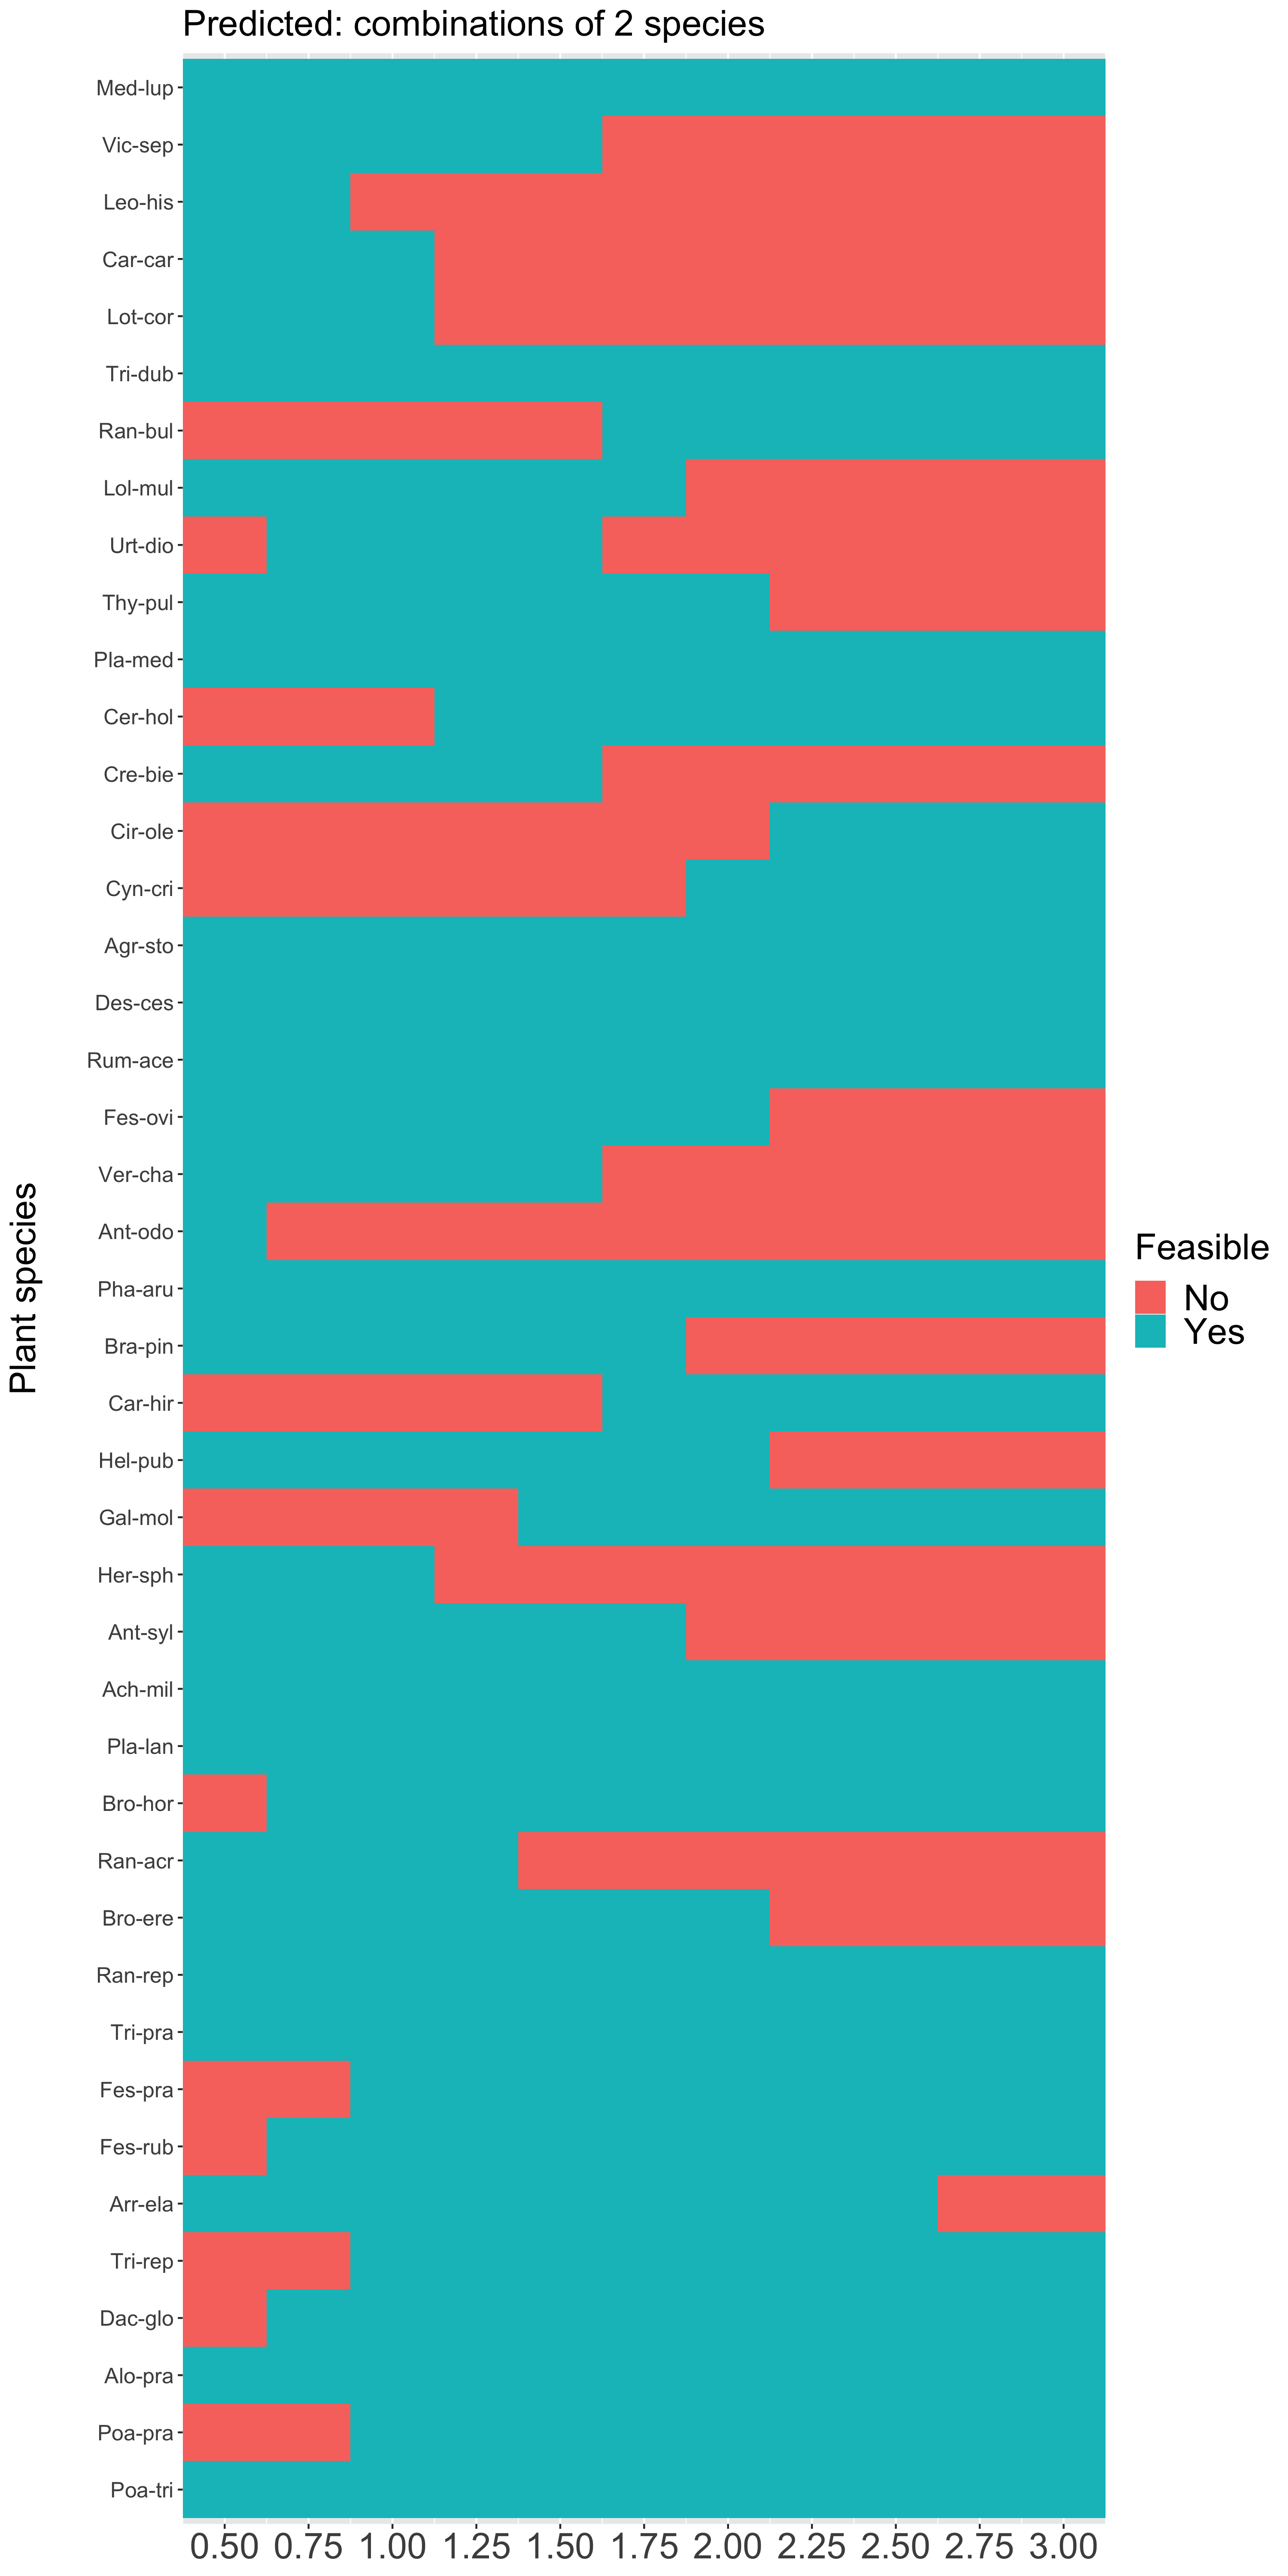 Predicted: combinations of 2 species
Med-lup
Vic-sep
Leo-his
Car-car
Lot-cor
Tri-dub
Ran-bul
Lol-mul
Urt-dio
Thy-pul
Pla-med
Cer-hol
Cre-bie
Cir-ole
Cyn-cri
Agr-sto
Des-ces
Rum-ace
Fes-ovi
Ver-cha
Ant-odo
Pha-aru
Bra-pin
Car-hir
Hel-pub
Gal-mol
Her-sph
Ant-syl
Ach-mil
Pla-lan
Bro-hor
Ran-acr
Bro-ere
Ran-rep
Tri-pra
Fes-pra
Fes-rub
Arr-ela
Tri-rep
Dac-glo
Alo-pra
Poa-pra
Poa-tri
Plant species
0.50 0.75 1.00 1.25 1.50 1.75 2.00 2.25 2.50 2.75 3.00
Feasible
No
Yes